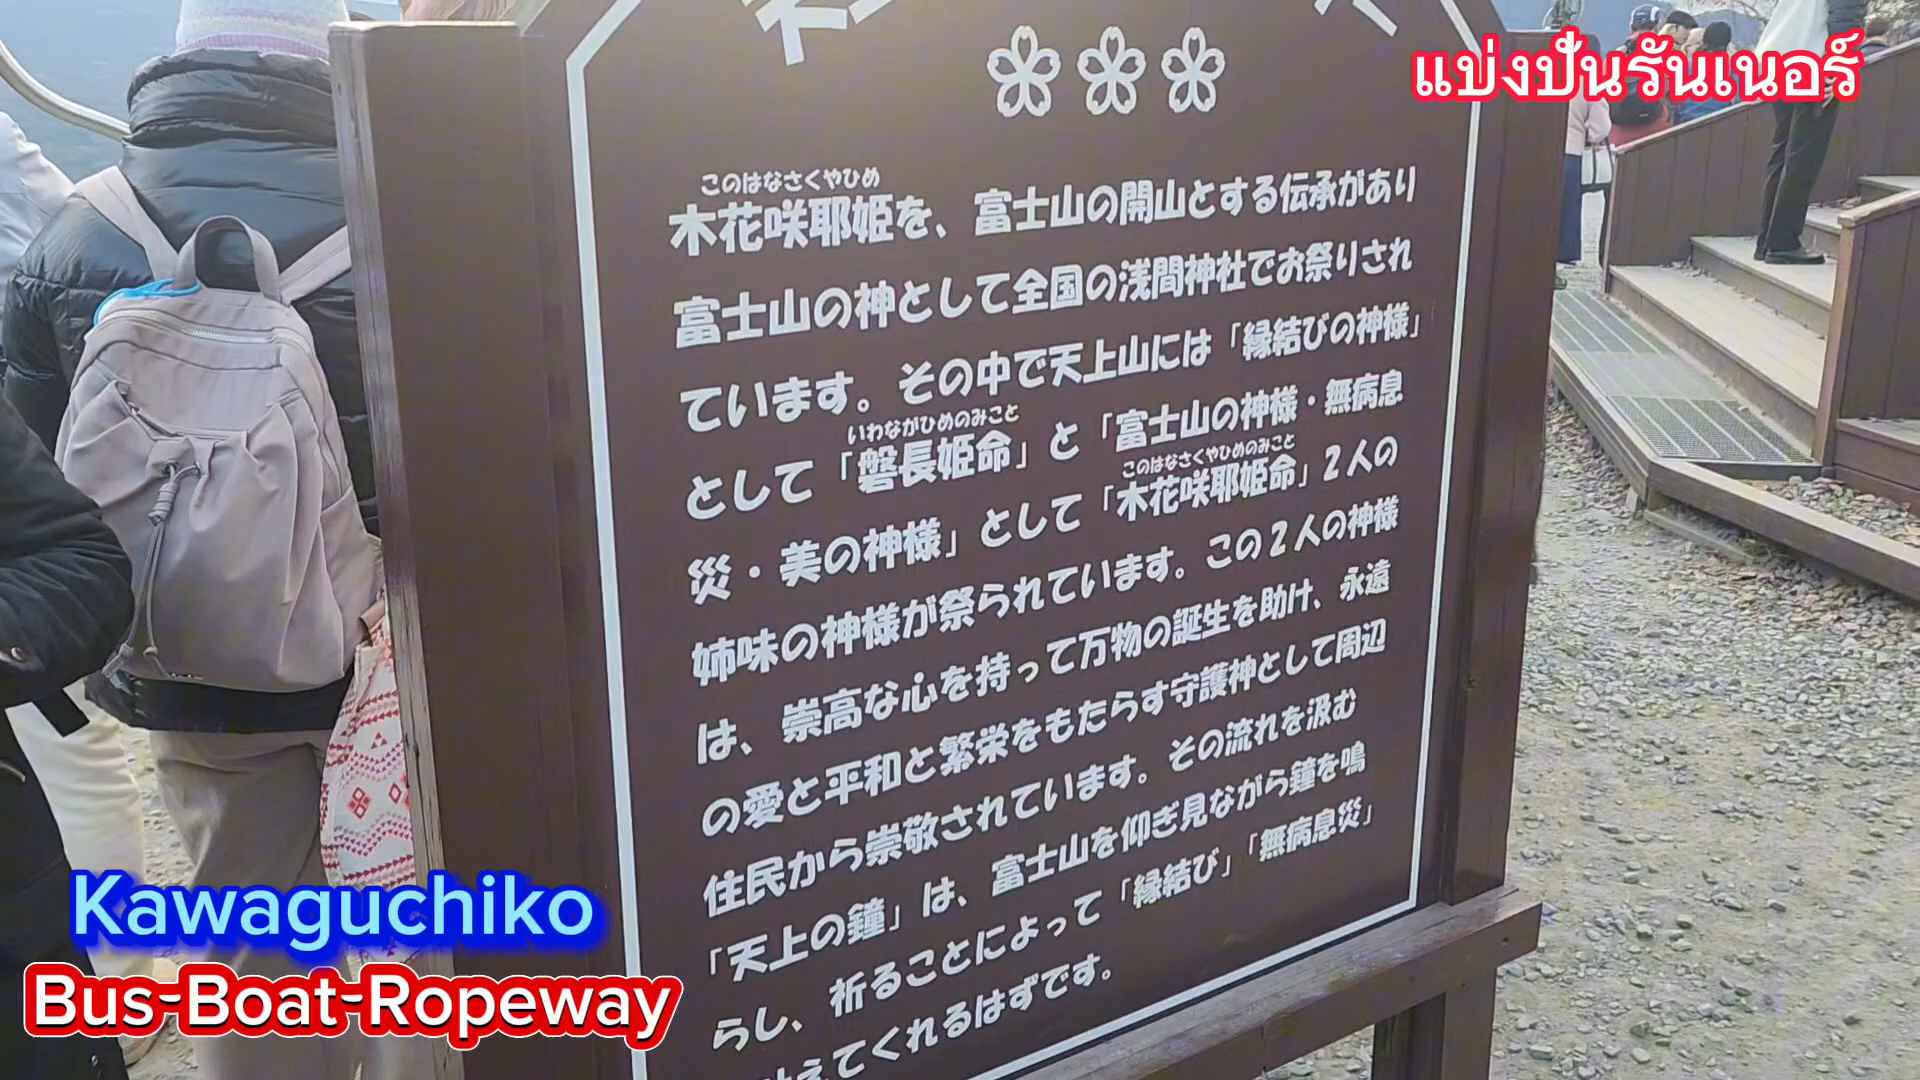 แบ่งปันรันเนอร์
このはなさくやひめ
木花咲耶姫を、富士山の開山とする伝承があり
富士山の神として全国の浅間神社でお祭りされ
ています。その中で天上山には「縁結びの神様」
いわながひめのみこと
として「磐長姫命」と「富士山の神様・無病息
このはなさくやひめのみこと
災・美の神様」として「木花咲耶姫命」2人の
姉味の神様が祭られています。この2人の神様
は、崇高な心を持って万物の誕生を助け、永遠
の愛と平和と繁栄をもたらす守護神として周辺
住民から崇敬されています。その流れを汲む
「天上の鐘」は、富士山を仰ぎ見ながら鐘を鳴
らし、祈ることによって「縁結び」「無病息災」
えてくれるはずです。
Kawaguchiko
Bus-Boat-Ropeway